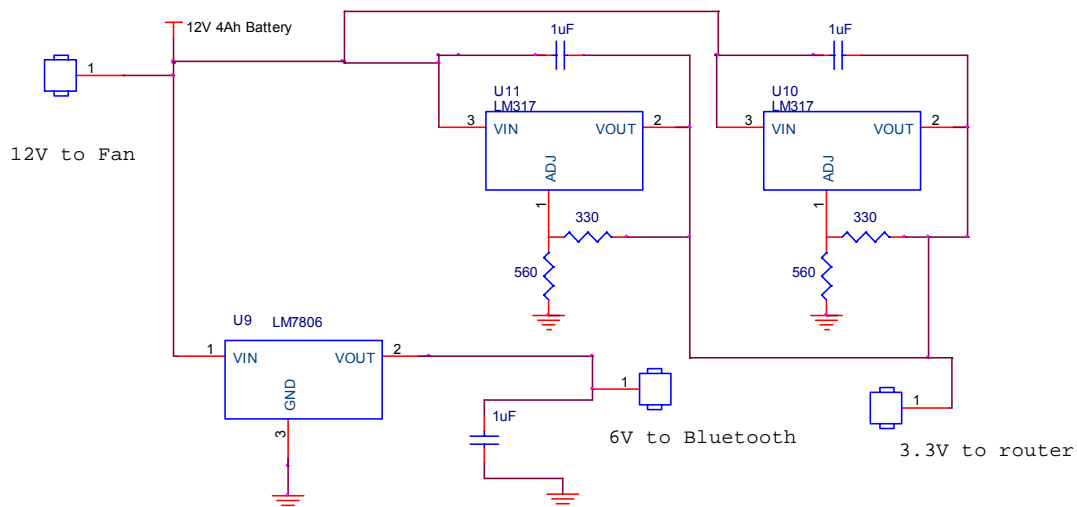 12V 4Ah Battery
1
12V to Fan
1uF
U11
LM317
3
VIN
VOUT
2
ADJ
1
330
560
1uF
U10
LM317
3
VIN
VOUT
2
ADJ
1
330
560
U9
LM7806
1
VIN
VOUT
2
GND
3
1uF
1
6V to Bluetooth
1
3.3V to router